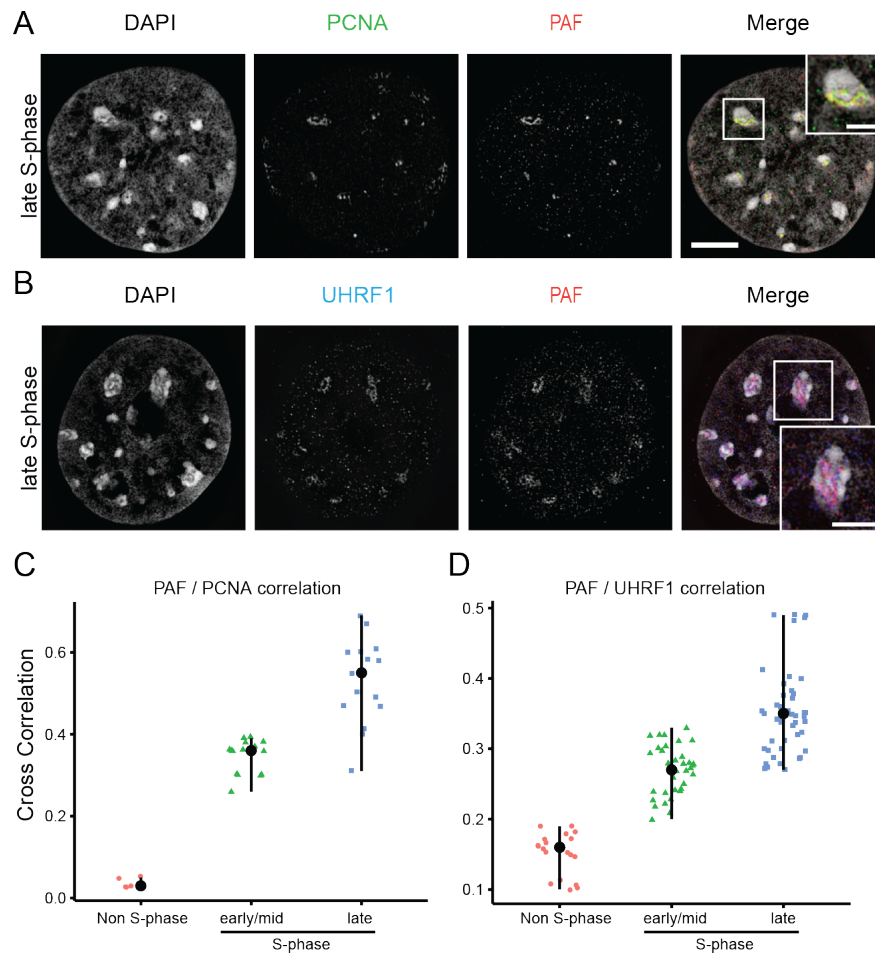 A
DAPI PCNA PAF Merge
late S-phase
B
DAPI UHRF1 PAF Merge
late S-phase
C
PAF / PCNA correlation
Cross Correlation
0.6
0.4
0.2
0.0
Non S-phase early/mid late
S-phase
D
PAF / UHRF1 correlation
0.5
0.4
0.3
0.2
0.1
Non S-phase early/mid late
S-phase